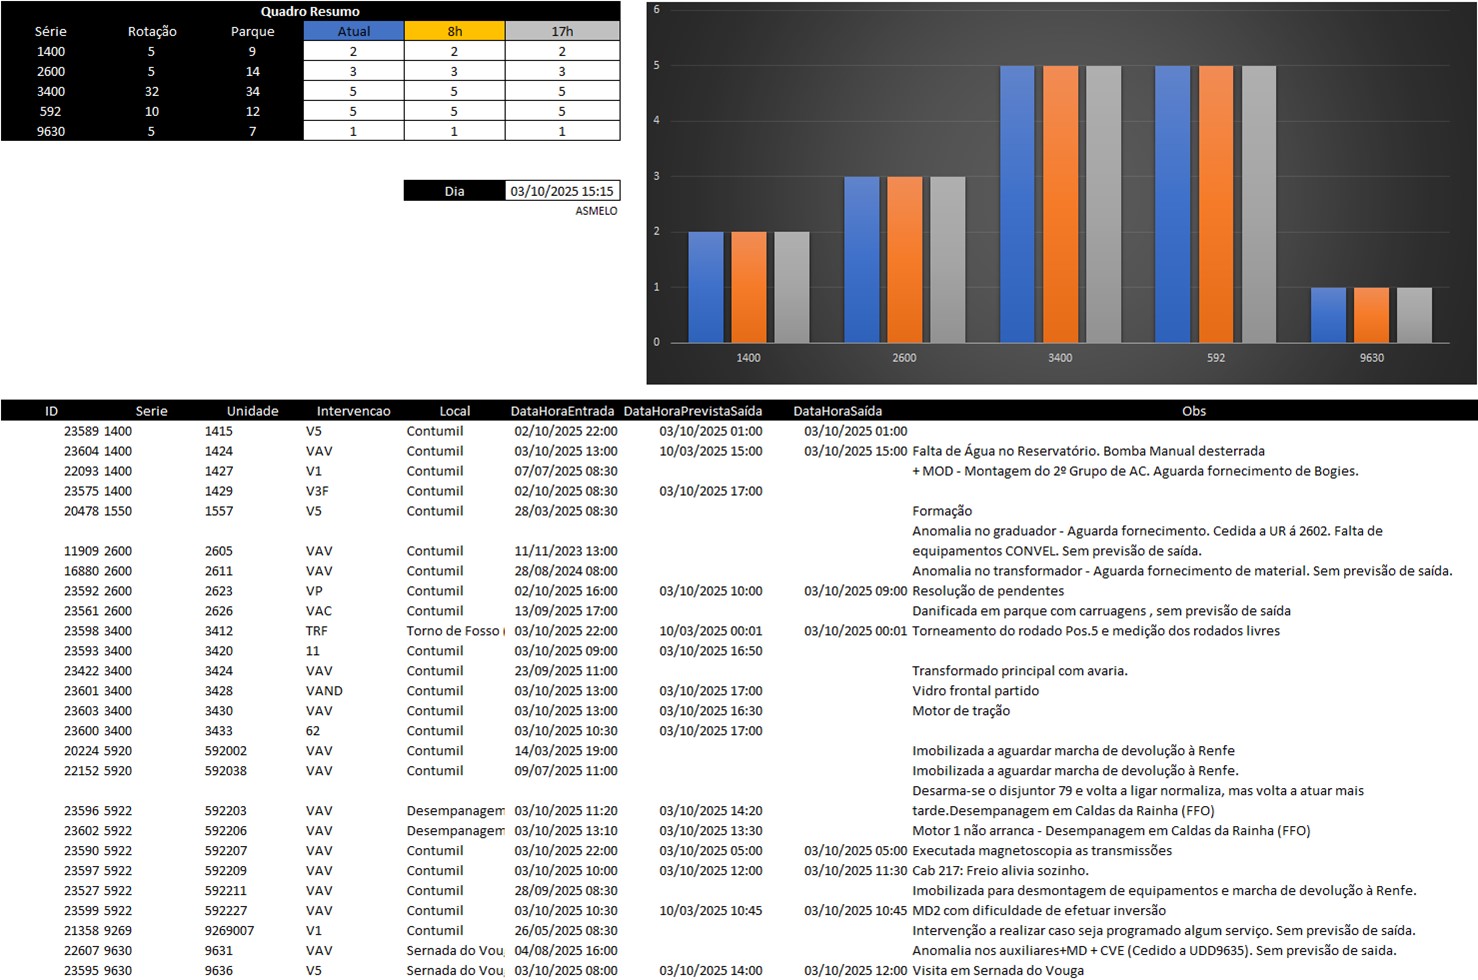 Quadro Resumo
Série Rotação Parque Atual 8h 17h
1400 5 9 2 2 2
2600 5 14 3 3 3
3400 32 34 5 5 5
592 10 12 5 5 5
9630 5 7 1 1 1
Dia 03/10/2025 15:15
ASMELO
6
5
4
3
2
1
0
1400 2600 3400 592 9630
ID Serie Unidade Intervencao Local DataHoraEntrada DataHoraPrevistaSaída DataHoraSaída Obs
23589 1400 1415 V5 Contumil 02/10/2025 22:00 03/10/2025 01:00 03/10/2025 01:00
23604 1400 1424 VAV Contumil 03/10/2025 13:00 10/03/2025 15:00 03/10/2025 15:00 Falta de Água no Reservatório. Bomba Manual desterrada
22093 1400 1427 V1 Contumil 07/07/2025 08:30 + MOD - Montagem do 2º Grupo de AC. Aguarda fornecimento de Bogies.
23575 1400 1429 V3F Contumil 02/10/2025 08:30 03/10/2025 17:00
20478 1550 1557 V5 Contumil 28/03/2025 08:30 Formação
Anomalia no graduador - Aguarda fornecimento. Cedida a UR á 2602. Falta de
11909 2600 2605 VAV Contumil 11/11/2023 13:00 equipamentos CONVEL. Sem previsão de saída.
16880 2600 2611 VAV Contumil 28/08/2024 08:00 Anomalia no transformador - Aguarda fornecimento de material. Sem previsão de saída.
23592 2600 2623 VP Contumil 02/10/2025 16:00 03/10/2025 10:00 03/10/2025 09:00 Resolução de pendentes
23561 2600 2626 VAC Contumil 13/09/2025 17:00 Danificada em parque com carruagens , sem previsão de saída
23598 3400 3412 TRF Torno de Fosso ( 03/10/2025 22:00 10/03/2025 00:01 03/10/2025 00:01 Torneamento do rodado Pos.5 e medição dos rodados livres
23593 3400 3420 11 Contumil 03/10/2025 09:00 03/10/2025 16:50
23422 3400 3424 VAV Contumil 23/09/2025 11:00 Transformado principal com avaria.
23601 3400 3428 VAND Contumil 03/10/2025 13:00 03/10/2025 17:00 Vidro frontal partido
23603 3400 3430 VAV Contumil 03/10/2025 13:00 03/10/2025 16:30 Motor de tração
23600 3400 3433 62 Contumil 03/10/2025 10:30 03/10/2025 17:00
20224 5920 592002 VAV Contumil 14/03/2025 19:00 Imobilizada a aguardar marcha de devolução à Renfe
22152 5920 592038 VAV Contumil 09/07/2025 11:00 Imobilizada a aguardar marcha de devolução à Renfe.
Desarma-se o disjuntor 79 e volta a ligar normaliza, mas volta a atuar mais
23596 5922 592203 VAV Desempanagem 03/10/2025 11:20 03/10/2025 14:20 tarde.Desempanagem em Caldas da Rainha (FFO)
23602 5922 592206 VAV Desempanagem 03/10/2025 13:10 03/10/2025 13:30 Motor 1 não arranca - Desempanagem em Caldas da Rainha (FFO)
23590 5922 592207 VAV Contumil 03/10/2025 22:00 03/10/2025 05:00 03/10/2025 05:00 Executada magnetoscopia as transmissões
23597 5922 592209 VAV Contumil 03/10/2025 10:00 03/10/2025 12:00 03/10/2025 11:30 Cab 217: Freio alivia sozinho.
23527 5922 592211 VAV Contumil 28/09/2025 08:30 Imobilizada para desmontagem de equipamentos e marcha de devolução à Renfe.
23599 5922 592227 VAV Contumil 03/10/2025 10:30 10/03/2025 10:45 03/10/2025 10:45 MD2 com dificuldade de efetuar inversão
21358 9269 9269007 V1 Contumil 26/05/2025 08:30 Intervenção a realizar caso seja programado algum serviço. Sem previsão de saída.
22607 9630 9631 VAV Sernada do Voug 04/08/2025 16:00 Anomalia nos auxiliares+MD + CVE (Cedido a UDD9635). Sem previsão de saida.
23595 9630 9636 V5 Sernada do Voug 03/10/2025 08:00 03/10/2025 14:00 03/10/2025 12:00 Visita em Sernada do Vouga